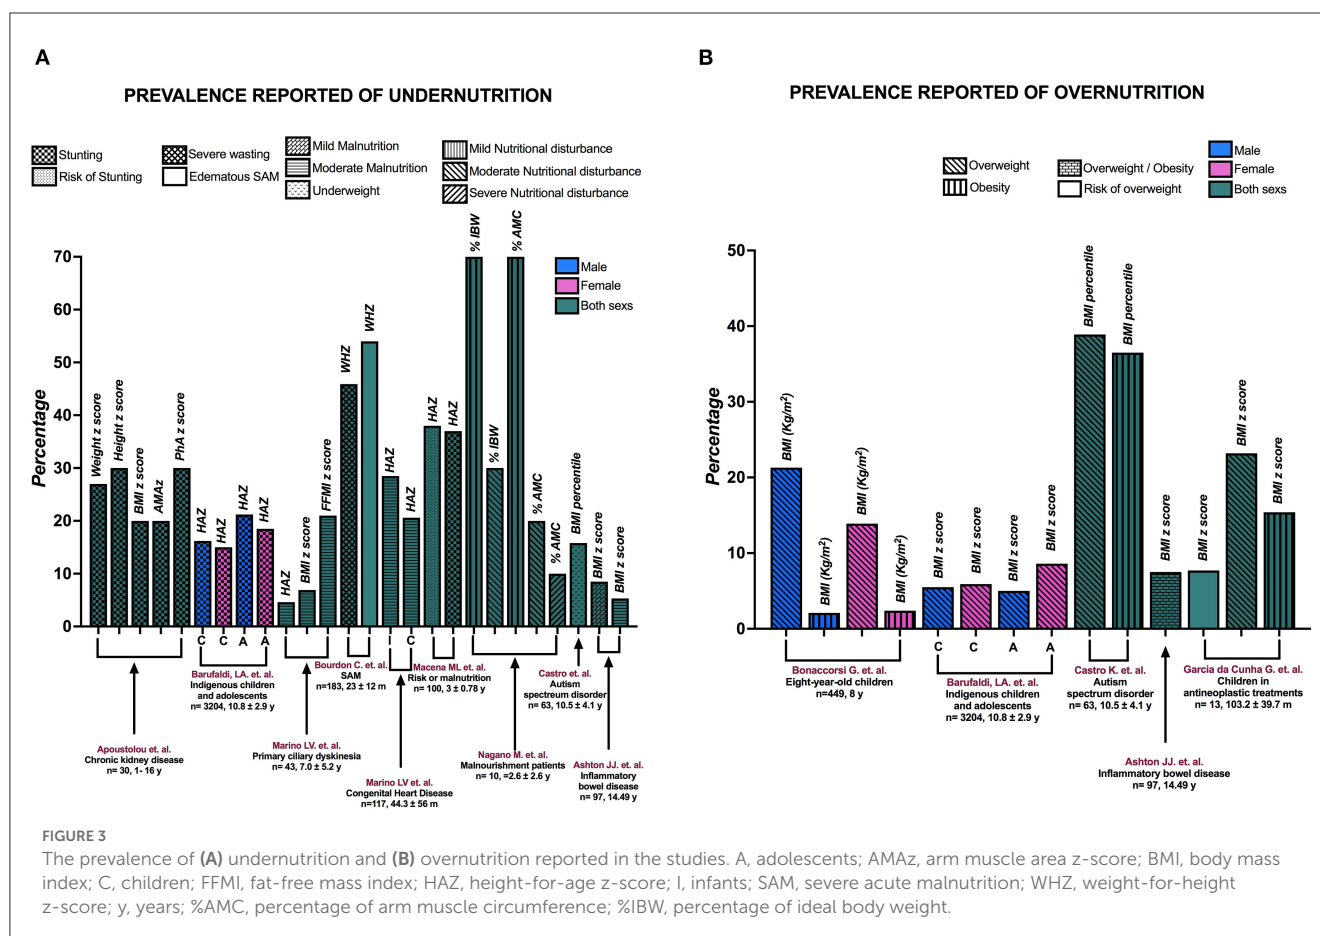 A
PREVALENCE REPORTED OF UNDERNUTRITION
Stunting
Risk of Stunting
Severe wasting
Edematous SAM
Mild Malnutrition
Moderate Malnutrition
Underweight
Mild Nutritional disturbance
Moderate Nutritional disturbance
Severe Nutritional disturbance
Male
Female
Both sexs
Percentage
70
60
50
40
30
20
10
0
Weight z score
Height z score
BMI z score
AMAz
PhA z score
HAZ
HAZ
HAZ
HAZ
HAZ
BMI z score
FFMI z score
WHZ
WHZ
HAZ
HAZ
HAZ
HAZ
% IBW
% IBW
% AMC
% AMC
% AMC
BMI percentile
BMI z score
BMI z score
C
C
A
A
I
C
Apoustolou et. al.
Chronic kidney disease
n= 30, 1- 16 y
Barufaldi, LA. et. al.
Indigenous children
and adolescents
n= 3204, 10.8 ± 2.9 y
Marino LV. et. al.
Primary ciliary dyskinesia
n= 43, 7.0 ± 5.2 y
Bourdon C. et. al.
SAM
n=183, 23 ± 12 m
Marino LV et. al.
Congenital Heart Disease
n=117, 44.3 ± 56 m
Macena ML. et. al.
Risk or malnutrition
n= 100, 3 ± 0.78 y
Nagano M. et. al.
Malnourishment patients
n= 10, =2.6 ± 2.6 y
Castro et. al.
Autism
spectreum disorder
n= 63, 10.5 ± 4.1 y
Ashton JJ. et. al.
Inflammatory
bowel disease
n= 97, 14.49 y
B
PREVALENCE REPORTED OF OVERNUTRITION
Overweight
Obesity
Overweight / Obesity
Risk of overweight
Male
Female
Both sexs
Percentage
50
40
30
20
10
0
BMI (Kg/m²)
BMI (Kg/m²)
BMI (Kg/m²)
BMI (Kg/m²)
BMI z score
BMI z score
BMI z score
BMI z score
BMI percentile
BMI percentile
BMI z score
BMI z score
BMI z score
BMI z score
C
C
A
A
Bonaccorsi G. et. al.
Eight-year-old children
n=449, 8 y
Barufaldi, LA. et. al.
Indigenous children
and adolescents
n= 3204, 10.8 ± 2.9 y
Castro K. et. al.
Autism
spectrum disorder
n= 63, 10.5 ± 4.1 y
Ashton JJ. et. al.
Inflammatory bowel disease
n= 97, 14.49 y
Garcia da Cunha G. et. al.
Children in
antineoplastic treatments
n= 13, 103.2 ± 39.7 m
FIGURE 3
The prevalence of (A) undernutrition and (B) overnutrition reported in the studies. A, adolescents; AMAz, arm muscle area z-score; BMI, body mass
index; C, children; FFMI, fat-free mass index; HAZ, height-for-age z-score; I, infants; SAM, severe acute malnutrition; WHZ, weight-for-height
z-score; y, years; %AMC, percentage of arm muscle circumference; %IBW, percentage of ideal body weight.